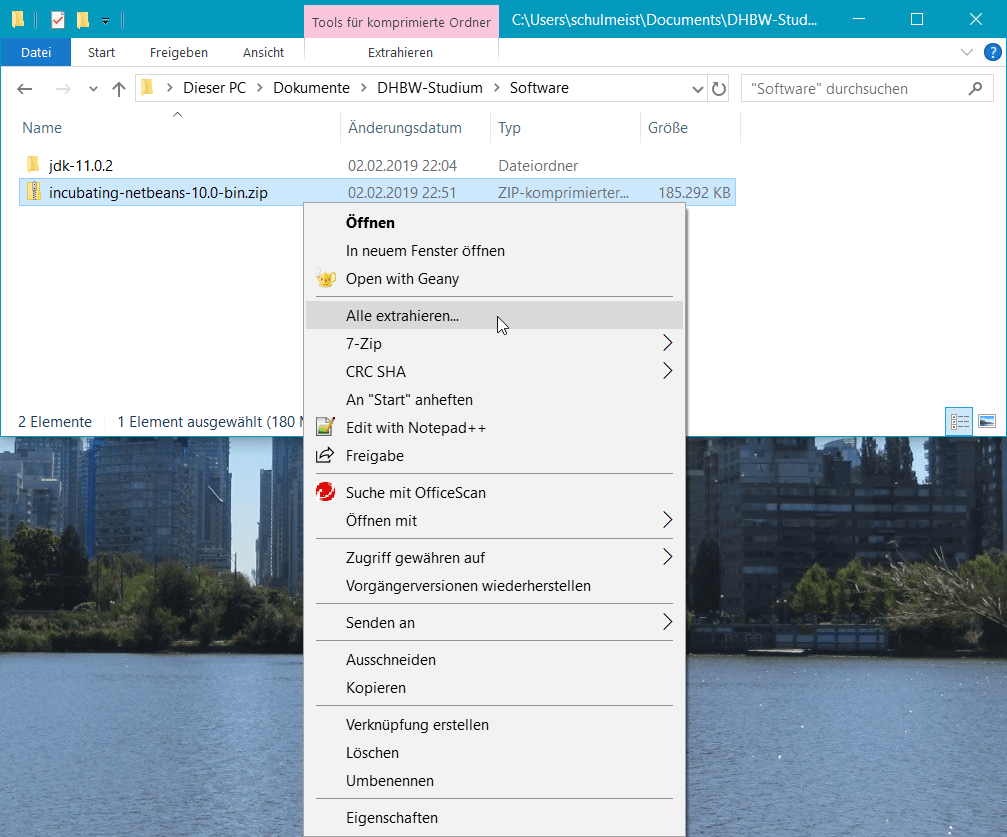 Tools für komprimierte Ordner
C:\Users\schulmeist\Documents\DHBW-Stud...
Datei Start Freigeben Ansicht Extrahieren
?
Dieser PC > Dokumente > DHBW-Studium > Software
"Software" durchsuchen
Name Änderungsdatum Typ Größe
jdk-11.0.2 02.02.2019 22:04 Dateiordner
incubating-netbeans-10.0-bin.zip 02.02.2019 22:51 ZIP-komprimierter... 185.292 KB
Öffnen
In neuem Fenster öffnen
Open with Geany
Alle extrahieren...
7-Zip
CRC SHA
An "Start" anheften
2 Elemente 1 Element ausgewählt (180
Edit with Notepad++
Freigabe
Suche mit OfficeScan
Öffnen mit
Zugriff gewähren auf
Vorgängerversionen wiederherstellen
Senden an
Ausschneiden
Kopieren
Verknüpfung erstellen
Löschen
Umbenennen
Eigenschaften